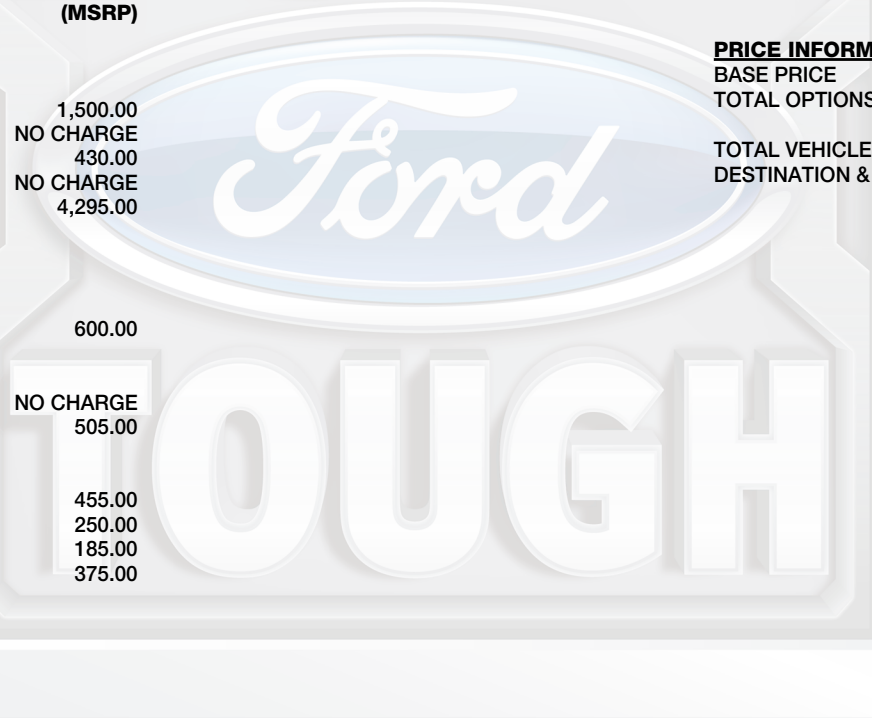 (MSRP)
1,500.00
NO CHARGE
430.00
NO CHARGE
4,295.00
600.00
NO CHARGE
505.00
455.00
250.00
185.00
375.00
PRICE INFORM
BASE PRICE
TOTAL OPTIONS
TOTAL VEHICLE
DESTINATION &
Ford
TOUGH